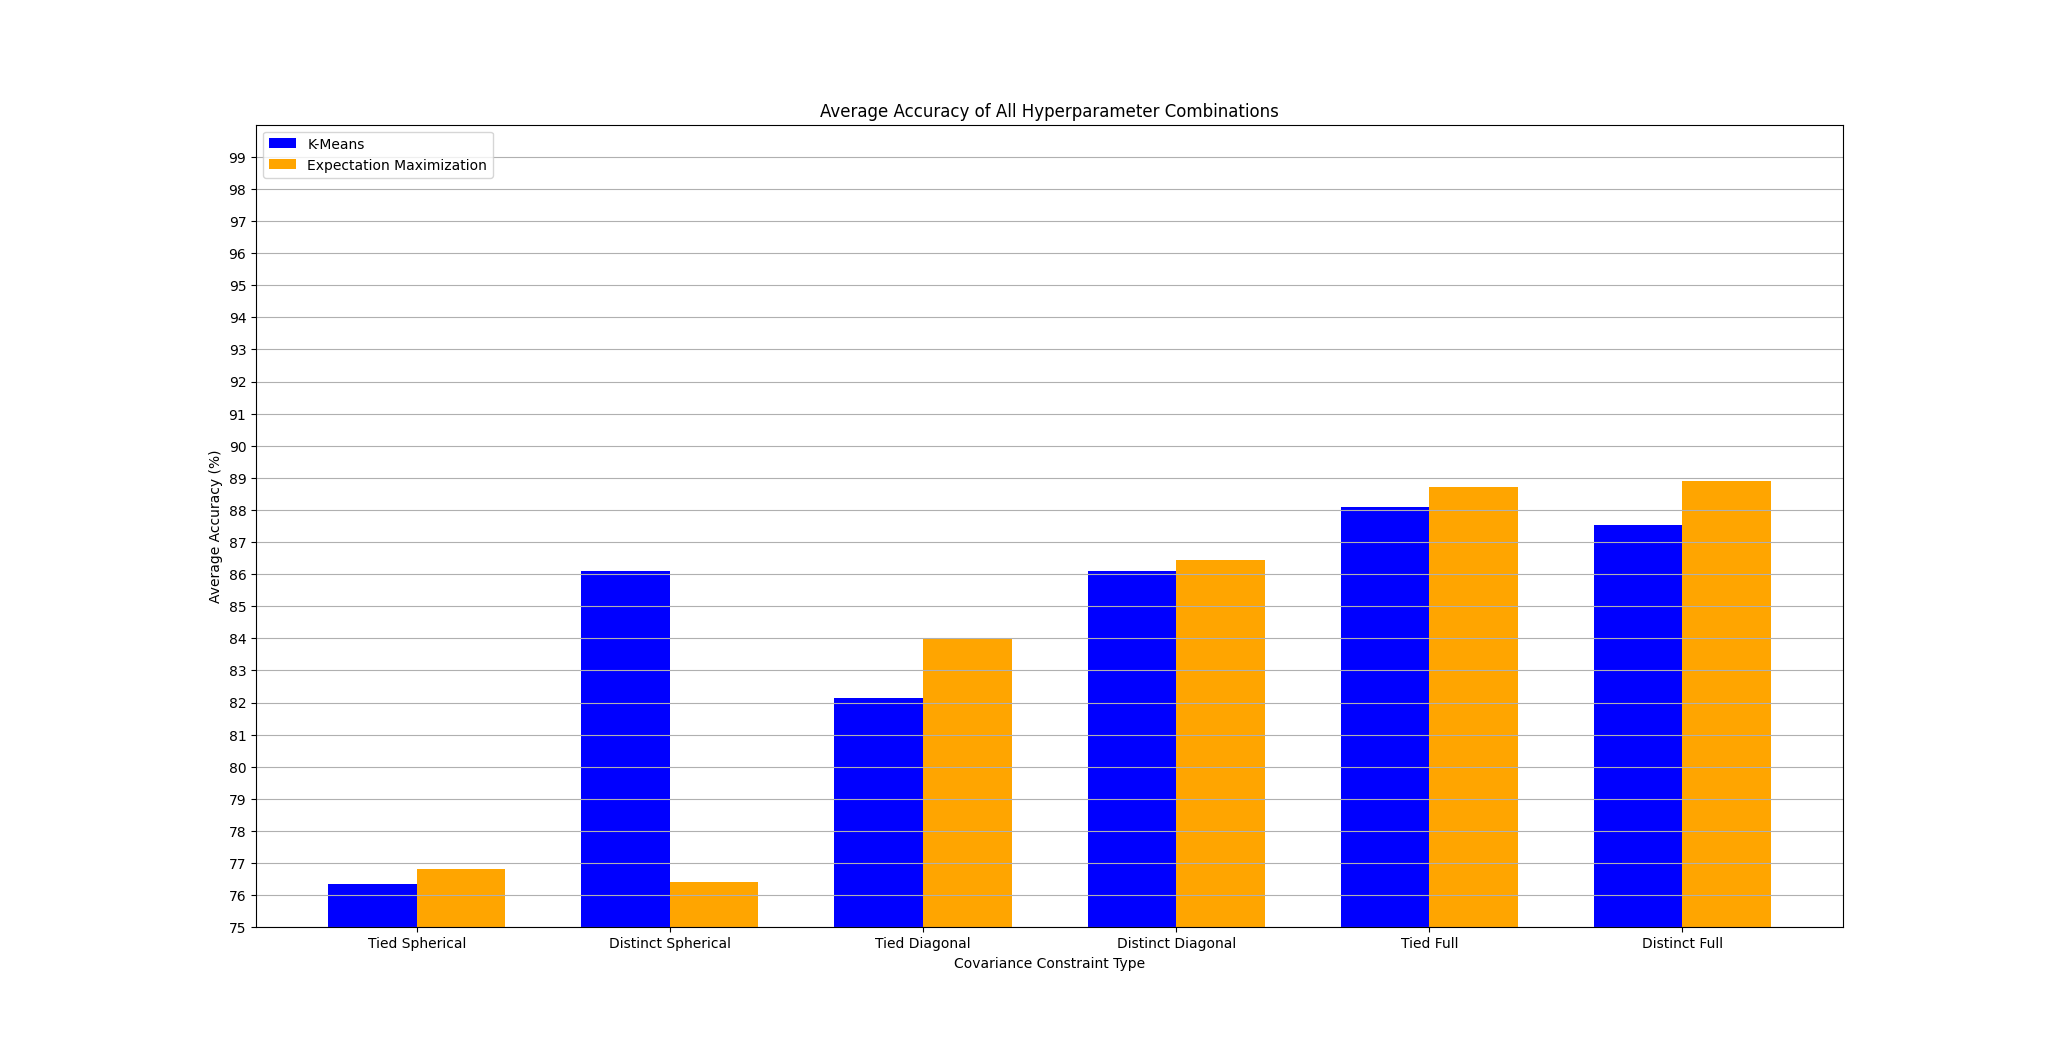 Average Accuracy of All Hyperparameter Combinations
K-Means
Expectation Maximization
99
98
97
96
95
94
93
92
91
90
89
88
87
86
85
84
83
82
81
80
79
78
77
76
75
Average Accuracy (%)
Tied Spherical
Distinct Spherical
Tied Diagonal
Distinct Diagonal
Tied Full
Distinct Full
Covariance Constraint Type